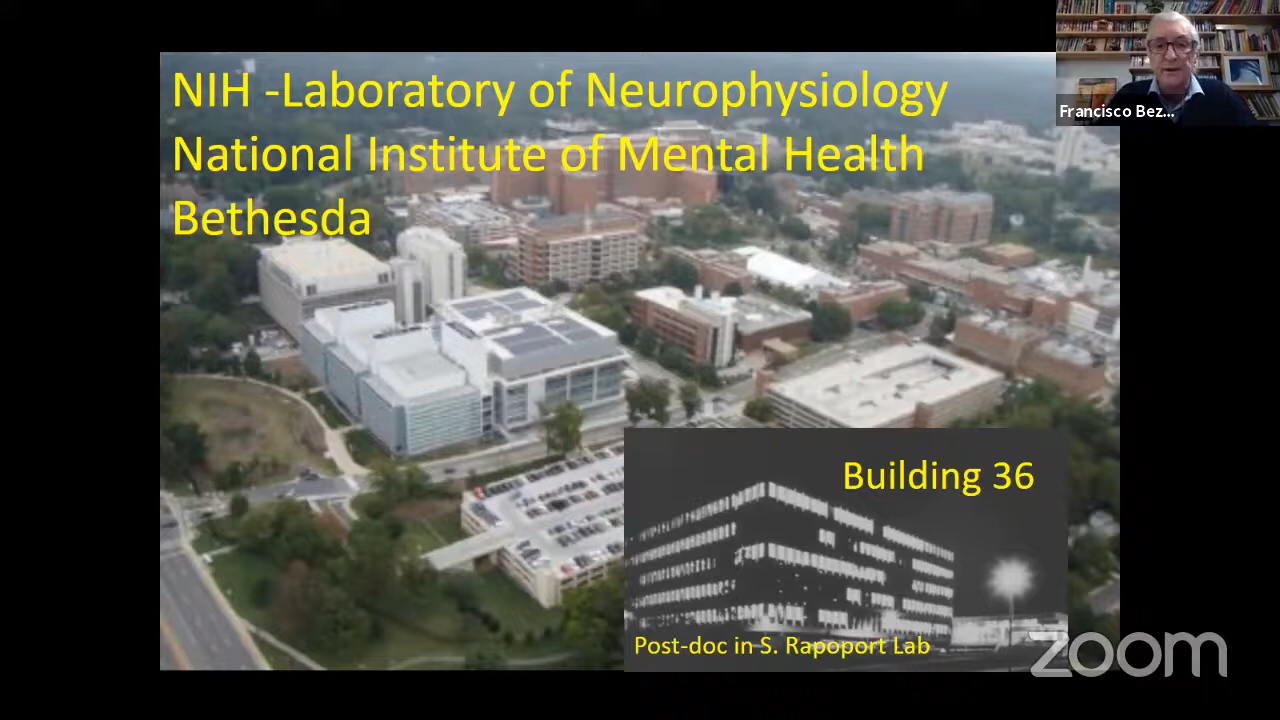 NIH -Laboratory of Neurophysiology
National Institute of Mental Health
Bethesda
Francisco Bez...
Building 36
Post-doc in S. Rapoport Lab
zoom